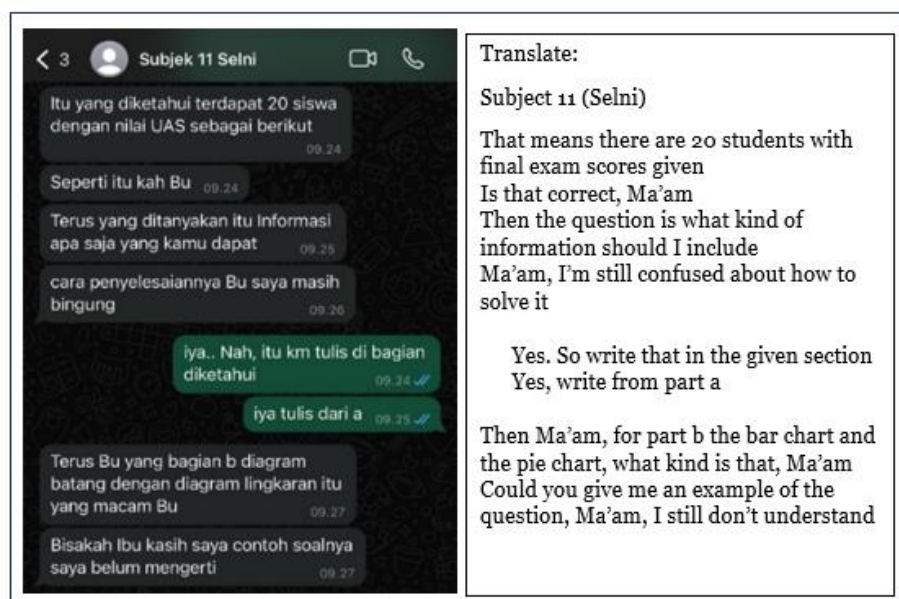 3 Subjek 11 Selni
Itu yang diketahui terdapat 20 siswa
dengan nilai UAS sebagai berikut
09.24
Seperti itu kah Bu 09.24
Terus yang ditanyakan itu Informasi
apa saja yang kamu dapat 09.25
cara penyelesaiannya Bu saya masih
bingung 09.26
iya.. Nah, itu km tulis di bagian
diketahui 09.24
iya tulis dari a 09.25
Terus Bu yang bagian b diagram
batang dengan diagram lingkaran itu
yang macam Bu 09.27
Bisakah Ibu kasih saya contoh soalnya
saya belum mengerti 09.27
Translate:
Subject 11 (Selni)
That means there are 20 students with
final exam scores given
Is that correct, Ma’am
Then the question is what kind of
information should I include
Ma’am, I’m still confused about how to
solve it
Yes. So write that in the given section
Yes, write from part a
Then Ma’am, for part b the bar chart and
the pie chart, what kind is that, Ma’am
Could you give me an example of the
question, Ma’am, I still don’t understand